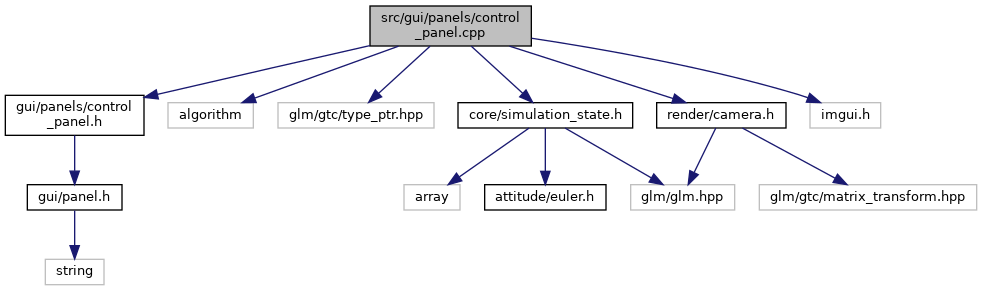 src/gui/panels/control
_panel.cpp
gui/panels/control
_panel.h
algorithm
glm/gtc/type_ptr.hpp
core/simulation_state.h
render/camera.h
imgui.h
gui/panel.h
array
attitude/euler.h
glm/glm.hpp
glm/gtc/matrix_transform.hpp
string